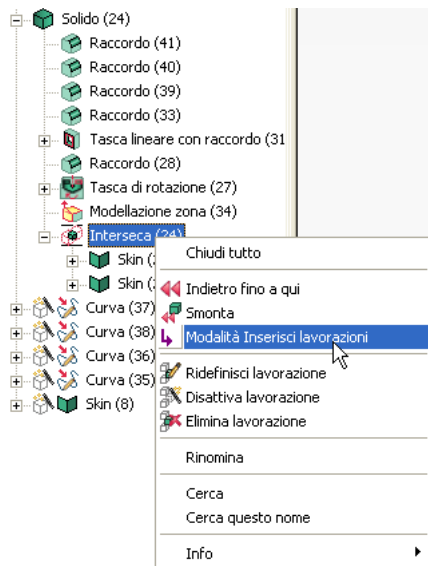 Solido (24)
Raccordo (41)
Raccordo (40)
Raccordo (39)
Raccordo (33)
Tasca lineare con raccordo (31
Raccordo (28)
Tasca di rotazione (27)
Modellazione zona (34)
Interseca (24)
Skin (
Skin (
Curva (37)
Curva (38)
Curva (36)
Curva (35)
Skin (8)
Chiudi tutto
Indietro fino a qui
Smonta
Modalità Inserisci lavorazioni
Ridefinisci lavorazione
Disattiva lavorazione
Elimina lavorazione
Rinomina
Cerca
Cerca questo nome
Info